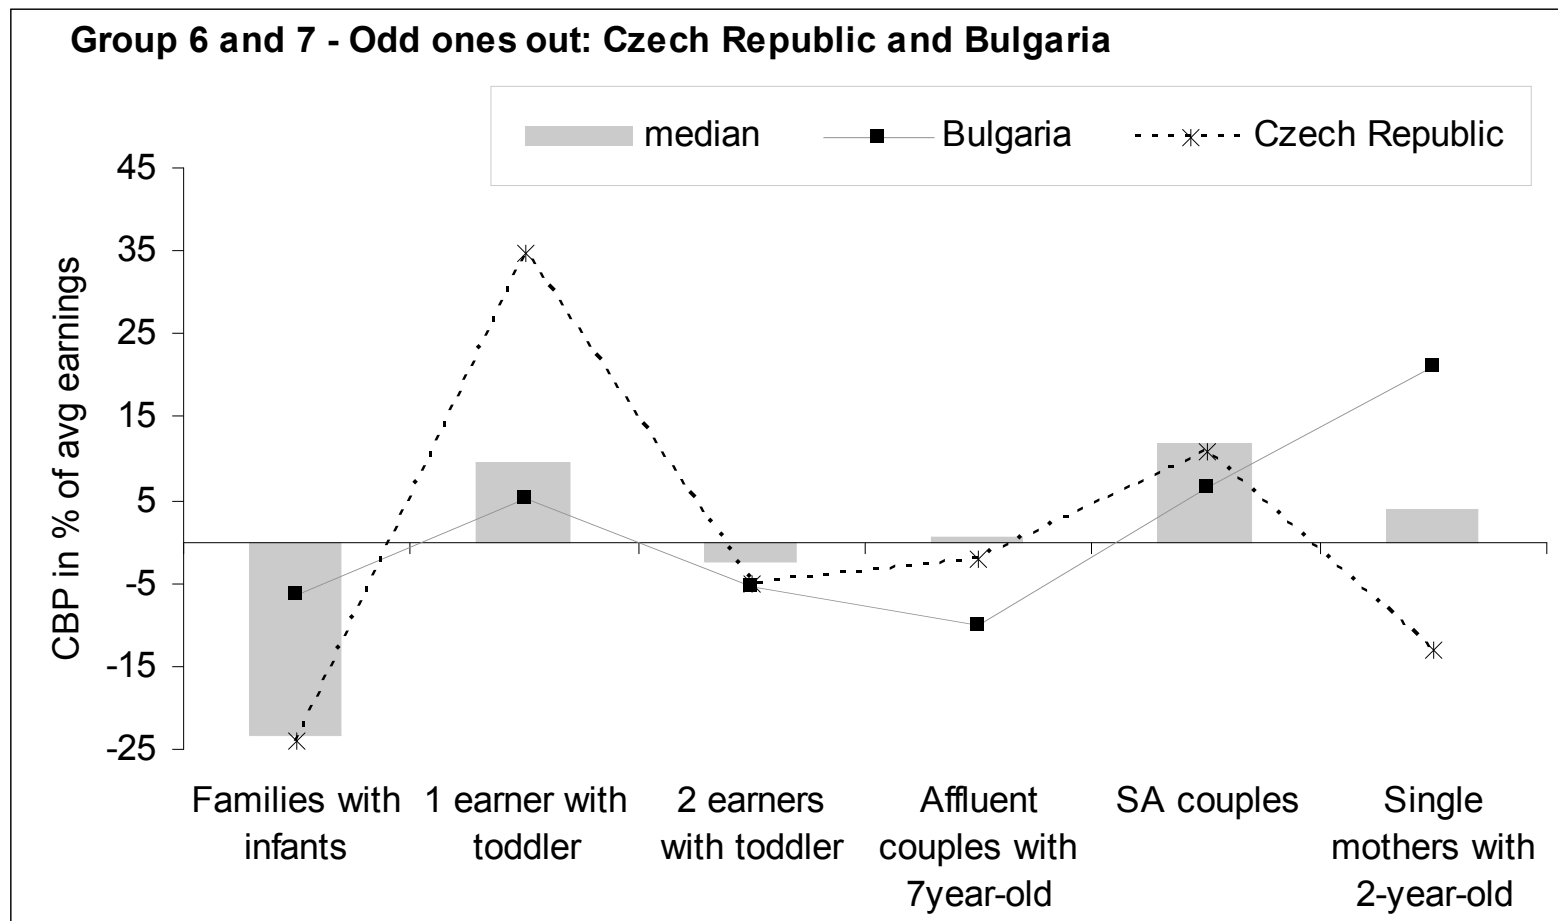 Group 6 and 7 - Odd ones out: Czech Republic and Bulgaria
median
Bulgaria
Czech Republic
CBP in % of avg earnings
45
35
25
15
5
-5
-15
-25
Families with
infants
1 earner with
toddler
2 earners
with toddler
Affluent
couples with
7year-old
SA couples
Single
mothers with
2-year-old